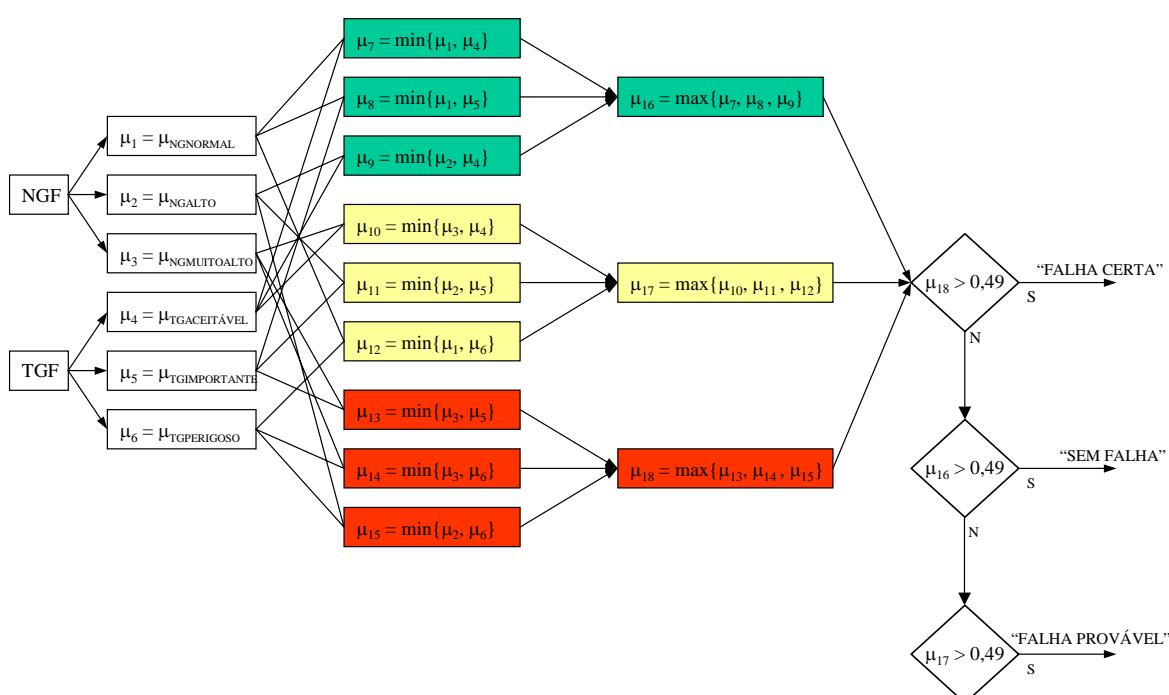 NGF
TGF
μ1 = μNGNORMAL
μ2 = μNGALTO
μ3 = μNGMUITOALTO
μ4 = μTGACEITÁVEL
μ5 = μTGIMPORTANTE
μ6 = μTGPERIGOSO
μ7 = min{μ1, μ4}
μ8 = min{μ1, μ5}
μ9 = min{μ2, μ4}
μ10 = min{μ3, μ4}
μ11 = min{μ2, μ5}
μ12 = min{μ1, μ6}
μ13 = min{μ3, μ5}
μ14 = min{μ3, μ6}
μ15 = min{μ2, μ6}
μ16 = max{μ7, μ8 , μ9}
μ17 = max{μ10, μ11 , μ12}
μ18 = max{μ13, μ14 , μ15}
μ18 > 0,49
“FALHA CERTA”
S
N
μ16 > 0,49
“SEM FALHA”
S
N
μ17 > 0,49
“FALHA PROVÁVEL”
S